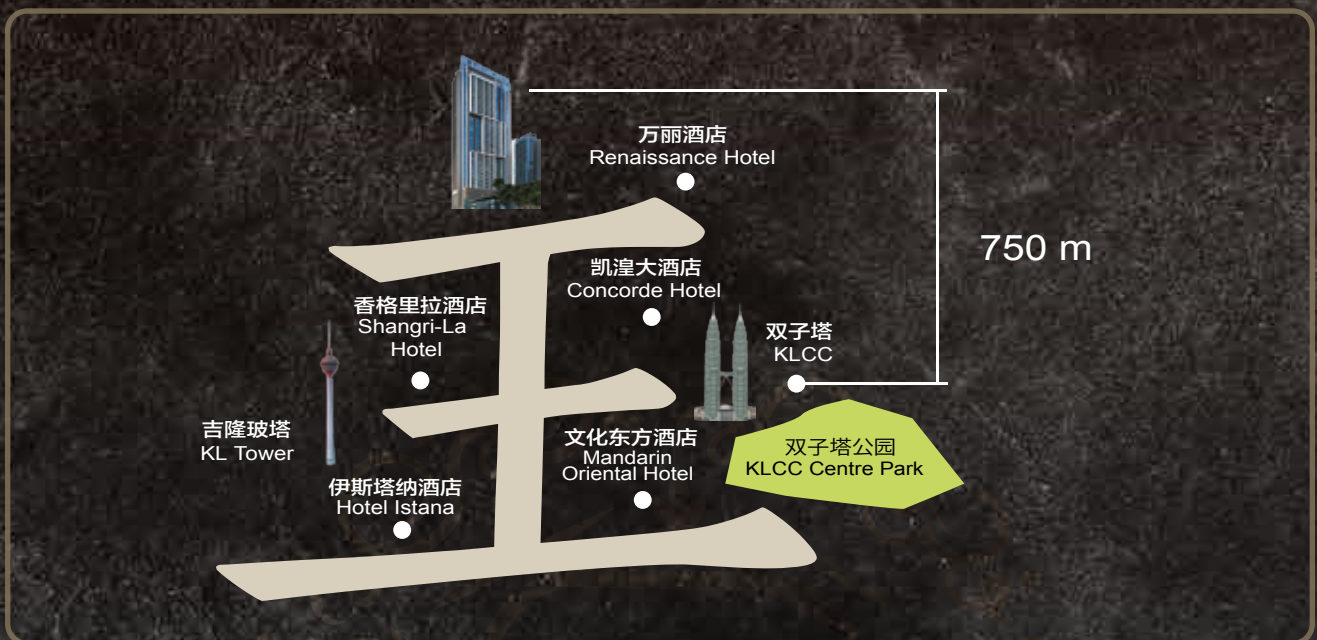 万丽酒店
Renaissance Hotel
750 m
凯湟大酒店
Concorde Hotel
香格里拉酒店
Shangri-La
Hotel
双子塔
KLCC
吉隆玻塔
KL Tower
文化东方酒店
Mandarin
Oriental Hotel
双子塔公园
KLCC Centre Park
伊斯塔纳酒店
Hotel Istana
王